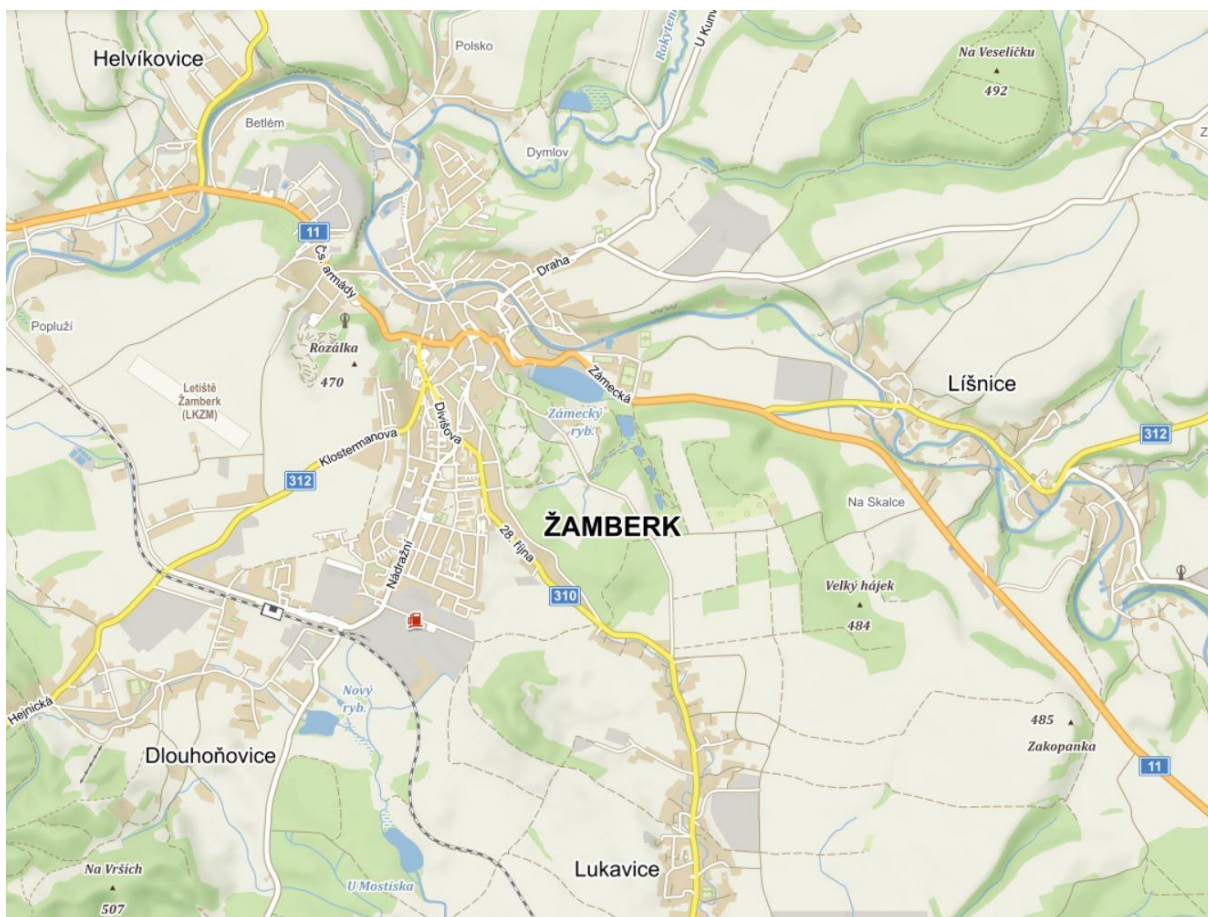 Helvíkovice
Polsko
Rokyten
U Kunv
Na Veselíčku
492
Betlém
Dymlov
Z
11
Čs. armády
Draha
Popluží
Rozálka
470
Letiště
Žamberk
(LKZM)
Zámecká
Zámecký
ryb.
Líšnice
Divišova
Klostermanova
312
312
Na Skalce
ŽAMBERK
28. října
Nádražní
310
Velký hájek
484
Hejnická
Nový
ryb.
485
Zakopanka
Dlouhoňovice
11
Lukavice
Na Vrších
507
U Mostiska